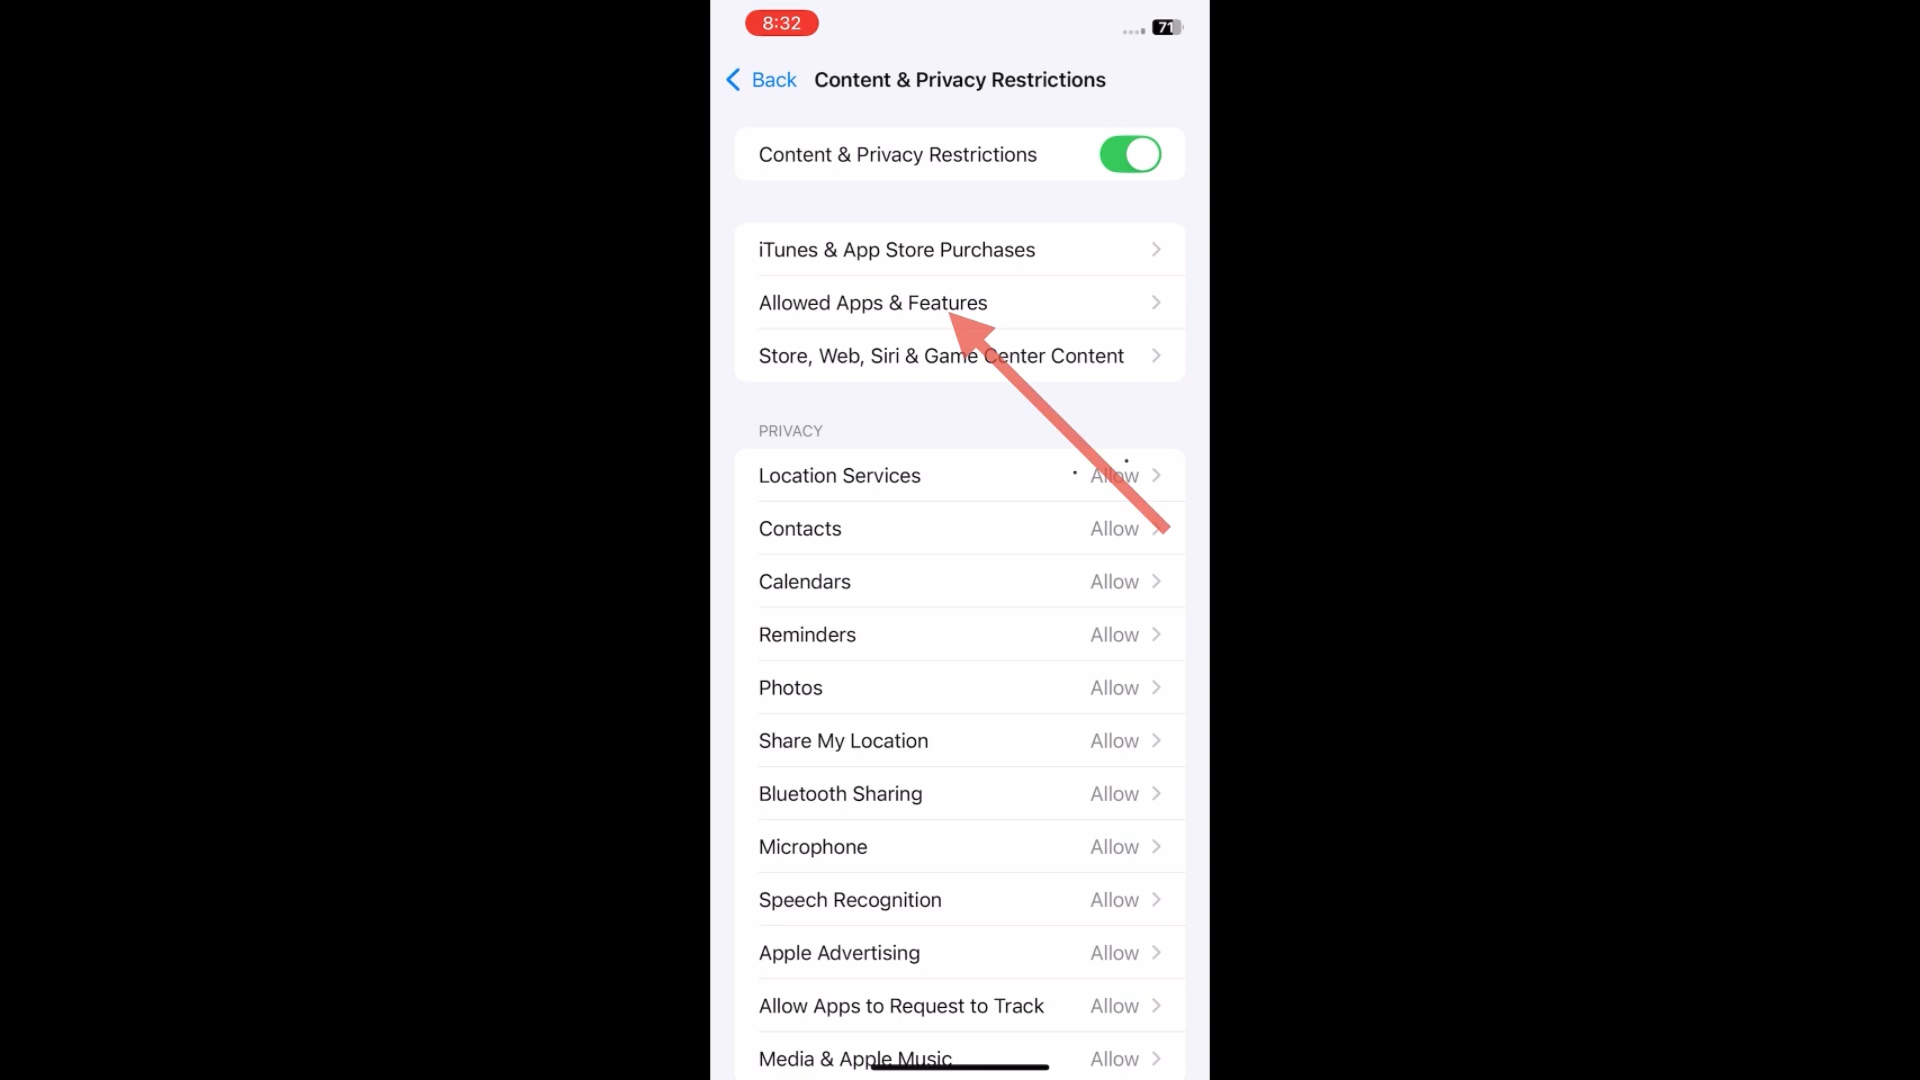 8:32
71
Back Content & Privacy Restrictions
Content & Privacy Restrictions
iTunes & App Store Purchases
Allowed Apps & Features
Store, Web, Siri & Game Center Content
PRIVACY
Location Services Allow
Contacts Allow
Calendars Allow
Reminders Allow
Photos Allow
Share My Location Allow
Bluetooth Sharing Allow
Microphone Allow
Speech Recognition Allow
Apple Advertising Allow
Allow Apps to Request to Track Allow
Media & Apple Music Allow